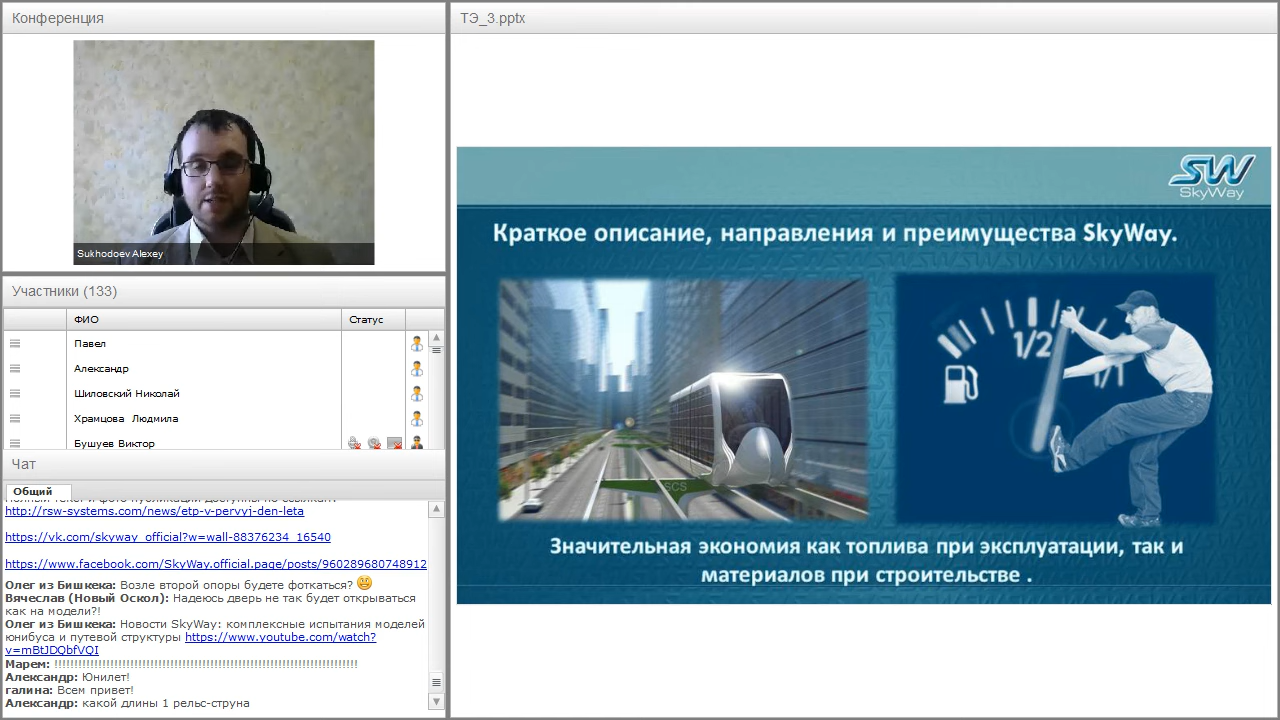 Конференция
Sukhodoev Alexey
Участники (133)
ФИО
Статус
Павел
Александр
Шиловский Николай
Храмцова Людмила
Бушуев Виктор
Чат
Общий
http://rsw-systems.com/news/etp-v-pervyj-den-leta
https://vk.com/skyway_official?w=wall-88376234_16540
https://www.facebook.com/SkyWay.official.page/posts/960289680748912
Олег из Бишкека: Возле второй опоры будете фоткаться?
Вячеслав (Новый Оскол): Надеюсь дверь не так будет открываться
как на модели?!
Олег из Бишкека: Новости SkyWay: комплексные испытания моделей
юнибуса и путевой структуры https://www.youtube.com/watch?
v=mBtJDQbfVQI
Марем: !!!!!!!!!!!!!!!!!!!!!!!!!!!!!!!!!!!!!!!!!!!!!!!!!!!!!!!!!!!!!!!!!!!!!!!!!!!!
Александр: Юнилет!
галина: Всем привет!
Александр: какой длины 1 рельс-струна
ТЭ_3.pptx
SW
SkyWay
Краткое описание, направления и преимущества SkyWay.
SCS
1/2
1/1
Значительная экономия как топлива при эксплуатации, так и
материалов при строительстве .